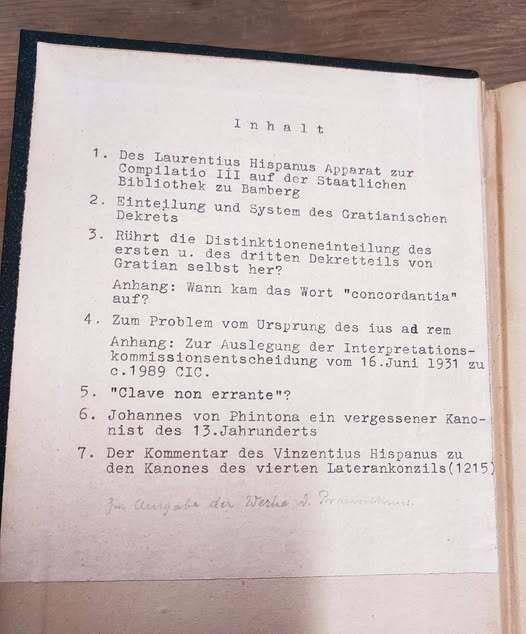 I n h a l t
1. Des Laurentius Hispanus Apparat zur
Compilatio III auf der Staatlichen
Bibliothek zu Bamberg
2. Einteilung und System des Gratianischen
Dekrets
3. Rührt die Distinktioneneinteilung des
ersten u. des dritten Dekretteils von
Gratian selbst her?
Anhang: Wann kam das Wort "concordantia"
auf?
4. Zum Problem vom Ursprung des ius ad rem
Anhang: Zur Auslegung der Interpretations-
kommissionsentscheidung vom 16.Juni 1931 zu
c.1989 CIC.
5. "Clave non errante"?
6. Johannes von Phintona ein vergessener Kano-
nist des 13.Jahrunderts
7. Der Kommentar des Vinzentius Hispanus zu
den Kanones des vierten Laterankonzils(1215)
Zur Ausgabe der Werke d.